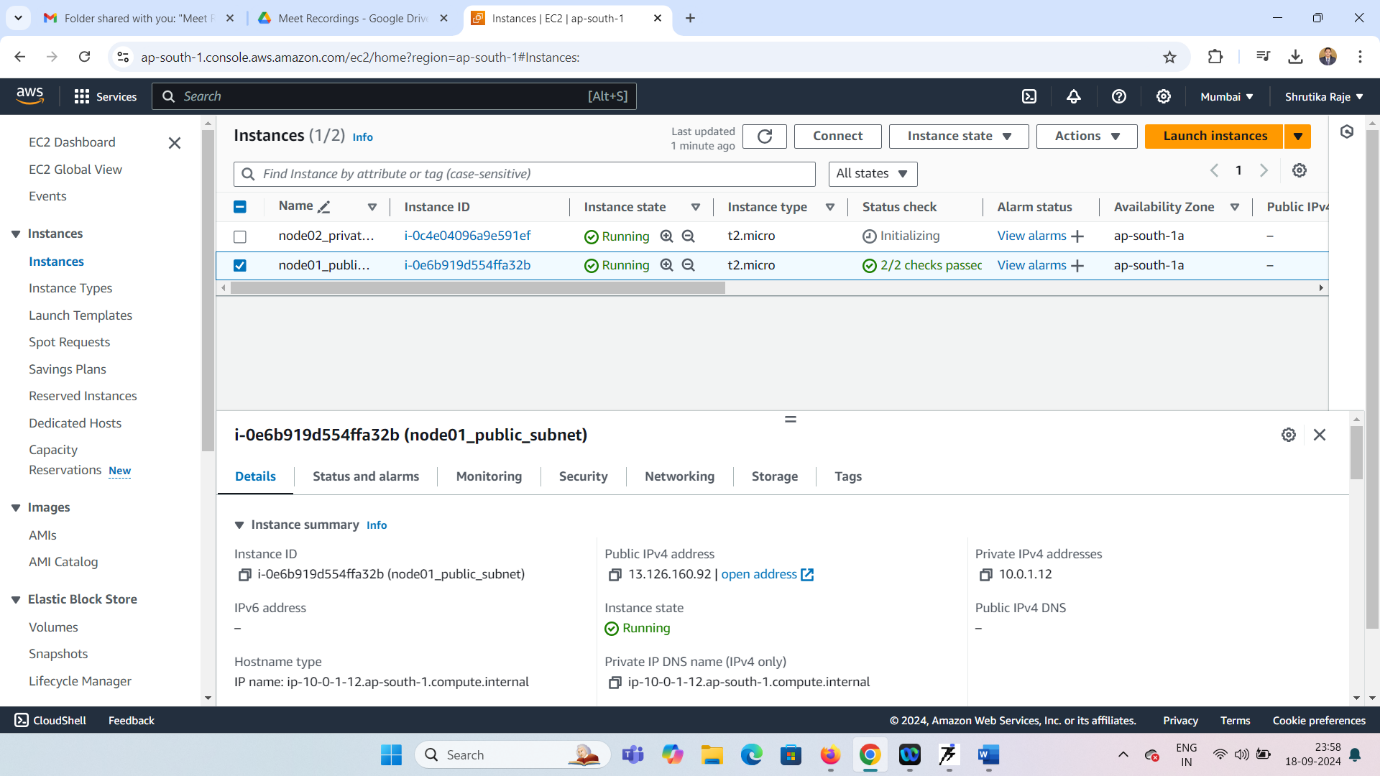 Folder shared with you: "Meet R
Meet Recordings - Google Drive
Instances | EC2 | ap-south-1
ap-south-1.console.aws.amazon.com/ec2/home?region=ap-south-1#Instances:
aws
Services
Search
[Alt+S]
Mumbai
Shrutika Raje
EC2 Dashboard
EC2 Global View
Events
Instances
Instances
Instance Types
Launch Templates
Spot Requests
Savings Plans
Reserved Instances
Dedicated Hosts
Capacity
Reservations New
Images
AMIs
AMI Catalog
Elastic Block Store
Volumes
Snapshots
Lifecycle Manager
Instances (1/2) Info
Last updated
1 minute ago
Connect
Instance state
Actions
Launch instances
Find Instance by attribute or tag (case-sensitive)
All states
1
Name Instance ID Instance state Instance type Status check Alarm status Availability Zone Public IPv4
node02_privat... i-0c4e04096a9e591ef Running t2.micro Initializing View alarms + ap-south-1a –
node01_publi... i-0e6b919d554ffa32b Running t2.micro 2/2 checks passed View alarms + ap-south-1a –
i-0e6b919d554ffa32b (node01_public_subnet)
Details Status and alarms Monitoring Security Networking Storage Tags
Instance summary Info
Instance ID
i-0e6b919d554ffa32b (node01_public_subnet)
Public IPv4 address
13.126.160.92 | open address
Private IPv4 addresses
10.0.1.12
IPv6 address
–
Instance state
Running
Public IPv4 DNS
–
Hostname type
IP name: ip-10-0-1-12.ap-south-1.compute.internal
Private IP DNS name (IPv4 only)
ip-10-0-1-12.ap-south-1.compute.internal
CloudShell Feedback
© 2024, Amazon Web Services, Inc. or its affiliates. Privacy Terms Cookie preferences
Search
ENG
IN
23:58
18-09-2024